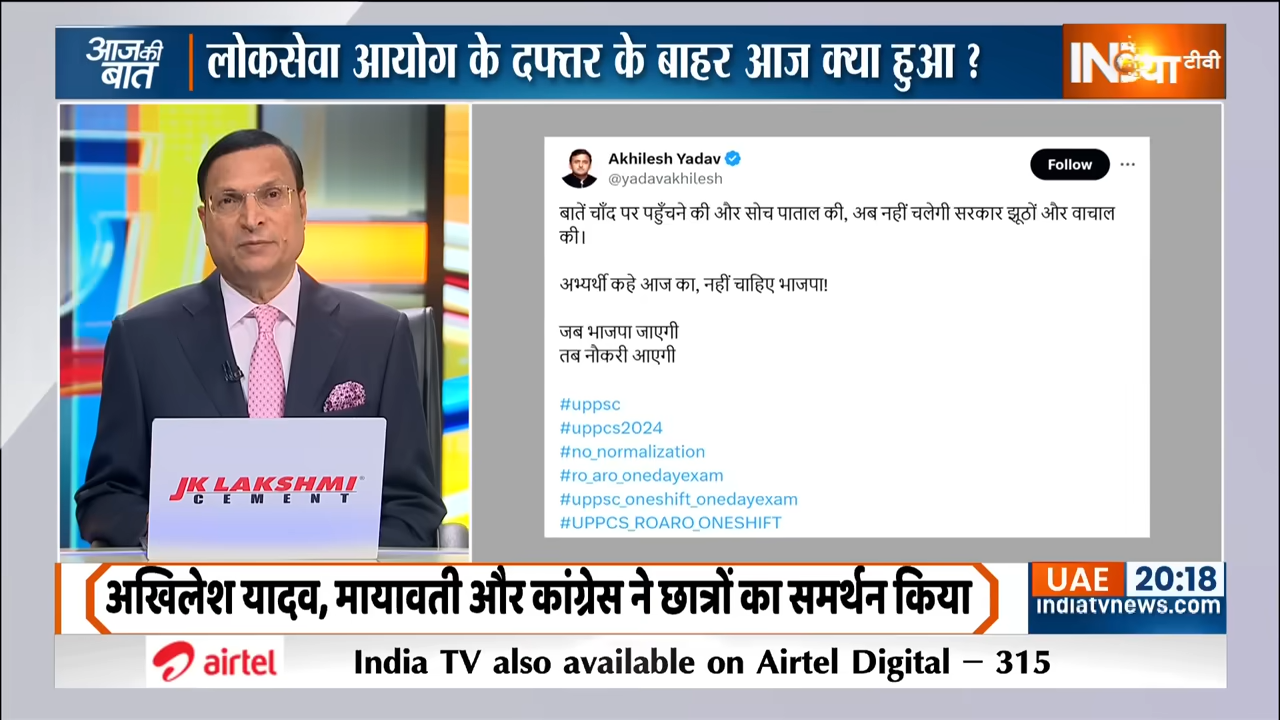 आज की
बात
लोकसेवा आयोग के दफ्तर के बाहर आज क्या हुआ ?
INDिया टीवी
Akhilesh Yadav
@yadavakhilesh
Follow
बातें चाँद पर पहुँचने की और सोच पाताल की, अब नहीं चलेगी सरकार झूठों और वाचाल
की।
अभ्यर्थी कहे आज का, नहीं चाहिए भाजपा!
जब भाजपा जाएगी
तब नौकरी आएगी
#uppsc
#uppcs2024
#no_normalization
#ro_aro_onedayexam
#uppsc_oneshift_onedayexam
#UPPCS_ROARO_ONESHIFT
JK LAKSHMI
CEMENT
अखिलेश यादव, मायावती और कांग्रेस ने छात्रों का समर्थन किया
UAE 20:18
indiatvnews.com
airtel India TV also available on Airtel Digital – 315